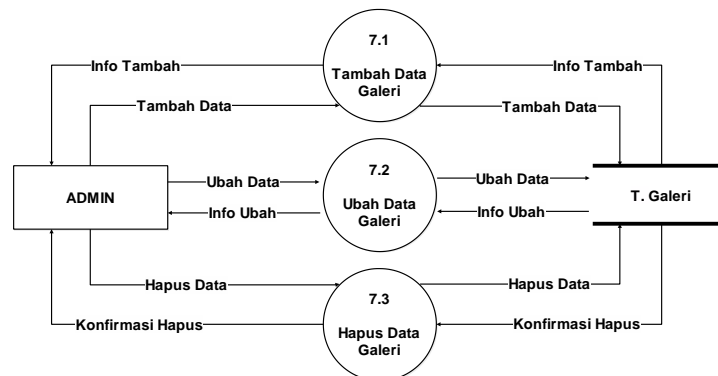 7.1
Tambah Data
Galeri
Info Tambah
Info Tambah
Tambah Data
Tambah Data
7.2
Ubah Data
Galeri
Ubah Data
Ubah Data
Info Ubah
Info Ubah
ADMIN
T. Galeri
7.3
Hapus Data
Galeri
Hapus Data
Hapus Data
Konfirmasi Hapus
Konfirmasi Hapus